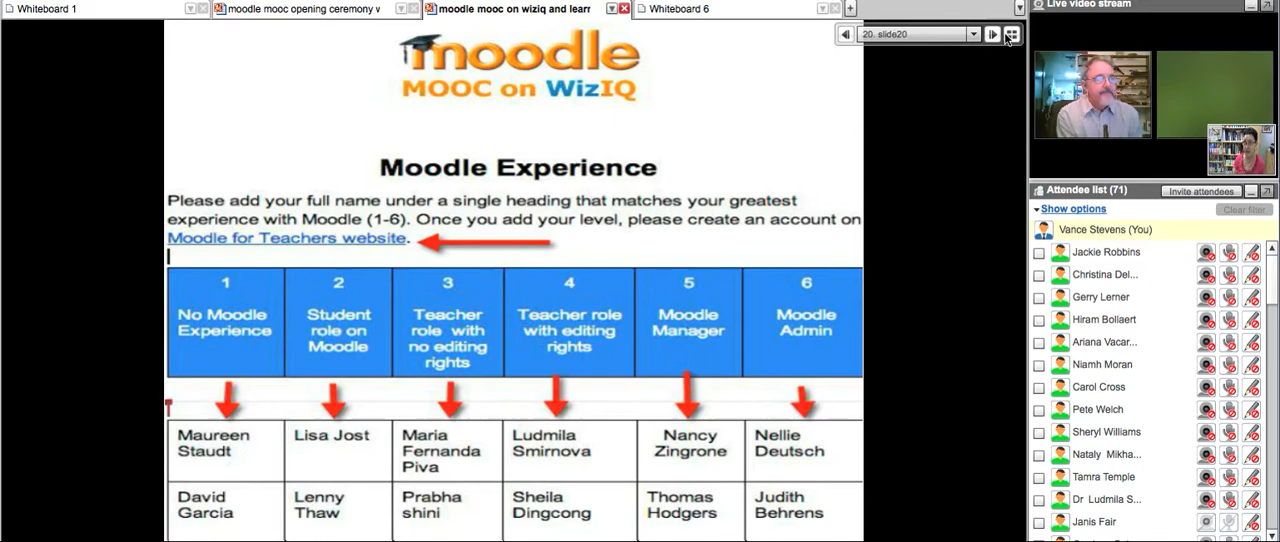 Whiteboard 1
moodle mooc opening ceremony v
moodle mooc on wiziq and learr
Whiteboard 6
Live video stream
20. slide20
moodle
MOOC on WizIQ
Moodle Experience
Please add your full name under a single heading that matches your greatest
experience with Moodle (1-6). Once you add your level, please create an account on
Moodle for Teachers website.
1
No Moodle
Experience
2
Student
role on
Moodle
3
Teacher
role with
no editing
rights
4
Teacher role
with editing
rights
5
Moodle
Manager
6
Moodle
Admin
Maureen
Staudt
Lisa Jost
Maria
Fernanda
Piva
Ludmila
Smirnova
Nancy
Zingrone
Nellie
Deutsch
David
Garcia
Lenny
Thaw
Prabha
shini
Sheila
Dingcong
Thomas
Hodgers
Judith
Behrens
Attendee list (71)
Invite attendees
Show options
Clear filter
Vance Stevens (You)
Jackie Robbins
Christina Del...
Gerry Lerner
Hiram Bollaert
Ariana Vacar...
Niamh Moran
Carol Cross
Pete Welch
Sheryl Williams
Nataly Mikha...
Tamra Temple
Dr Ludmila S...
Janis Fair